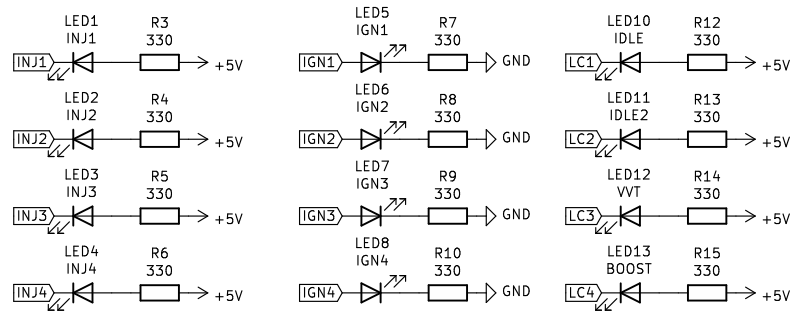 LED1 R3
INJ1 330
INJ1 +5V
LED2 R4
INJ2 330
INJ2 +5V
LED3 R5
INJ3 330
INJ3 +5V
LED4 R6
INJ4 330
INJ4 +5V
LED5 R7
IGN1 330
IGN1 GND
LED6 R8
IGN2 330
IGN2 GND
LED7 R9
IGN3 330
IGN3 GND
LED8 R10
IGN4 330
IGN4 GND
LED10 R12
IDLE 330
LC1 +5V
LED11 R13
IDLE2 330
LC2 +5V
LED12 R14
VVT 330
LC3 +5V
LED13 R15
BOOST 330
LC4 +5V